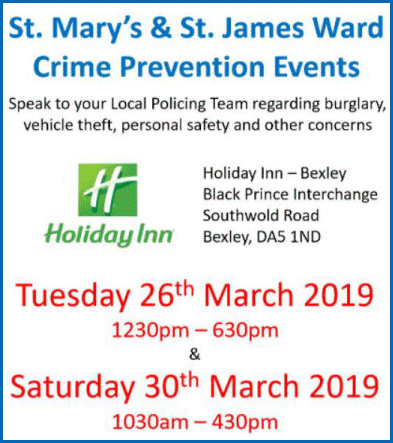 St. Mary's & St. James Ward
Crime Prevention Events
Speak to your Local Policing Team regarding burglary,
vehicle theft, personal safety and other concerns
H
Holiday Inn
Holiday Inn – Bexley
Black Prince Interchange
Southwold Road
Bexley, DA5 1ND
Tuesday 26th March 2019
1230pm – 630pm
&
Saturday 30th March 2019
1030am – 430pm